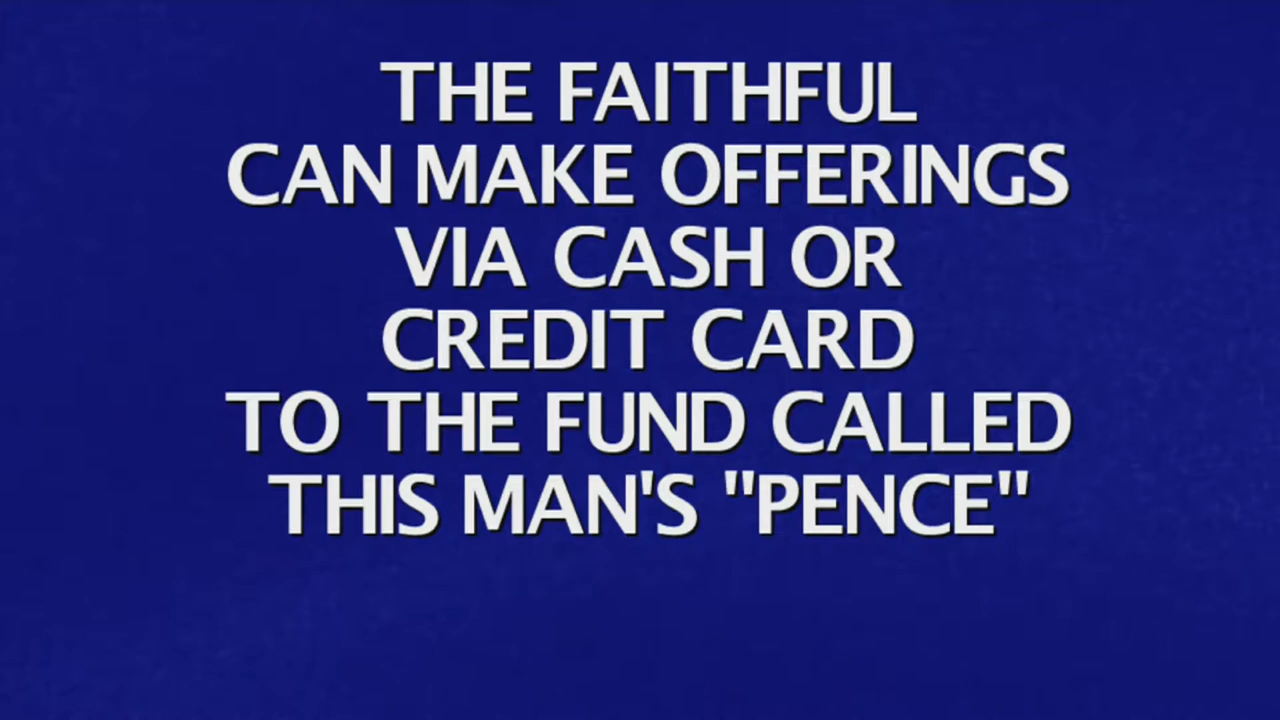 THE FAITHFUL
CAN MAKE OFFERINGS
VIA CASH OR
CREDIT CARD
TO THE FUND CALLED
THIS MAN'S "PENCE"